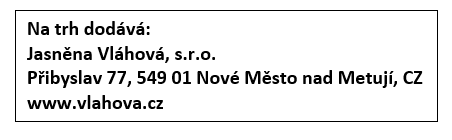 Na trh dodává:
Jasněna Vláhová, s.r.o.
Přibyslav 77, 549 01 Nové Město nad Metují, CZ
www.vlahova.cz